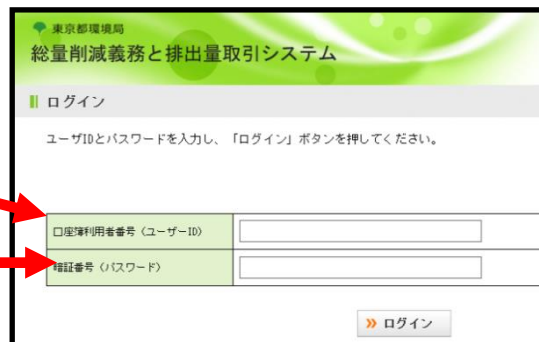 東京都環境局
総量削減義務と排出量取引システム
ログイン
ユーザIDとパスワードを入力し、「ログイン」ボタンを押してください。
口座簿利用者番号（ユーザーID）
暗証番号（パスワード）
ログイン